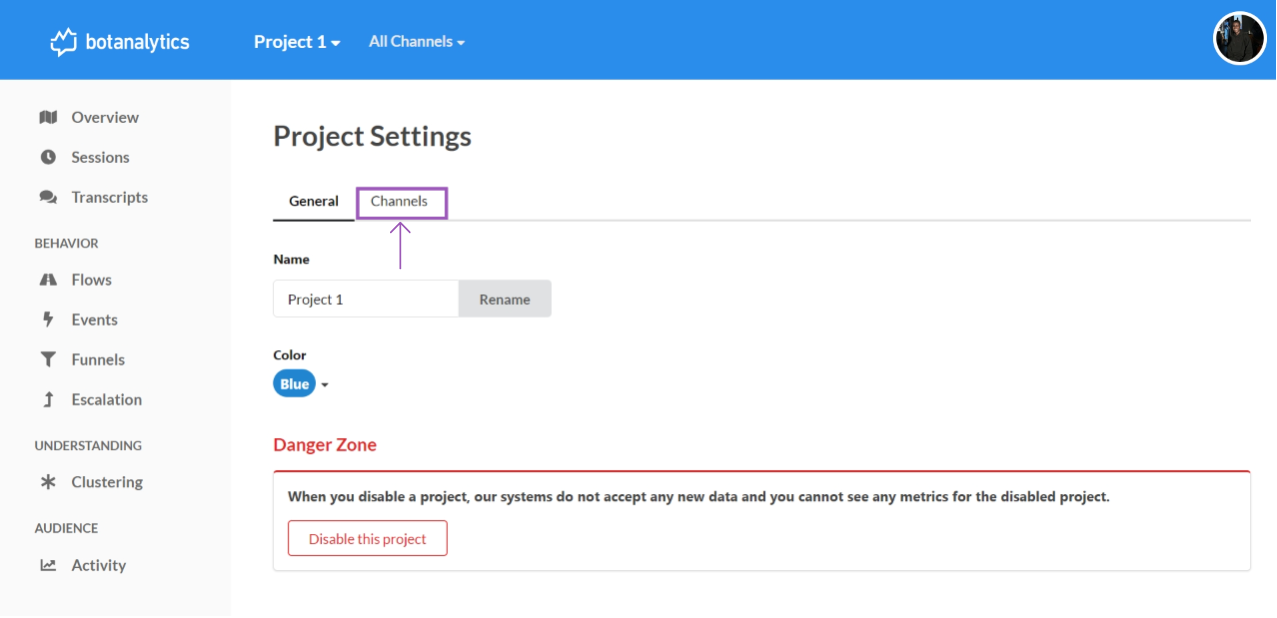 botanalytics
Project 1
All Channels
Overview
Sessions
Transcripts
BEHAVIOR
Flows
Events
Funnels
Escalation
UNDERSTANDING
Clustering
AUDIENCE
Activity
Project Settings
General Channels
Name
Project 1 Rename
Color
Blue
Danger Zone
When you disable a project, our systems do not accept any new data and you cannot see any metrics for the disabled project.
Disable this project